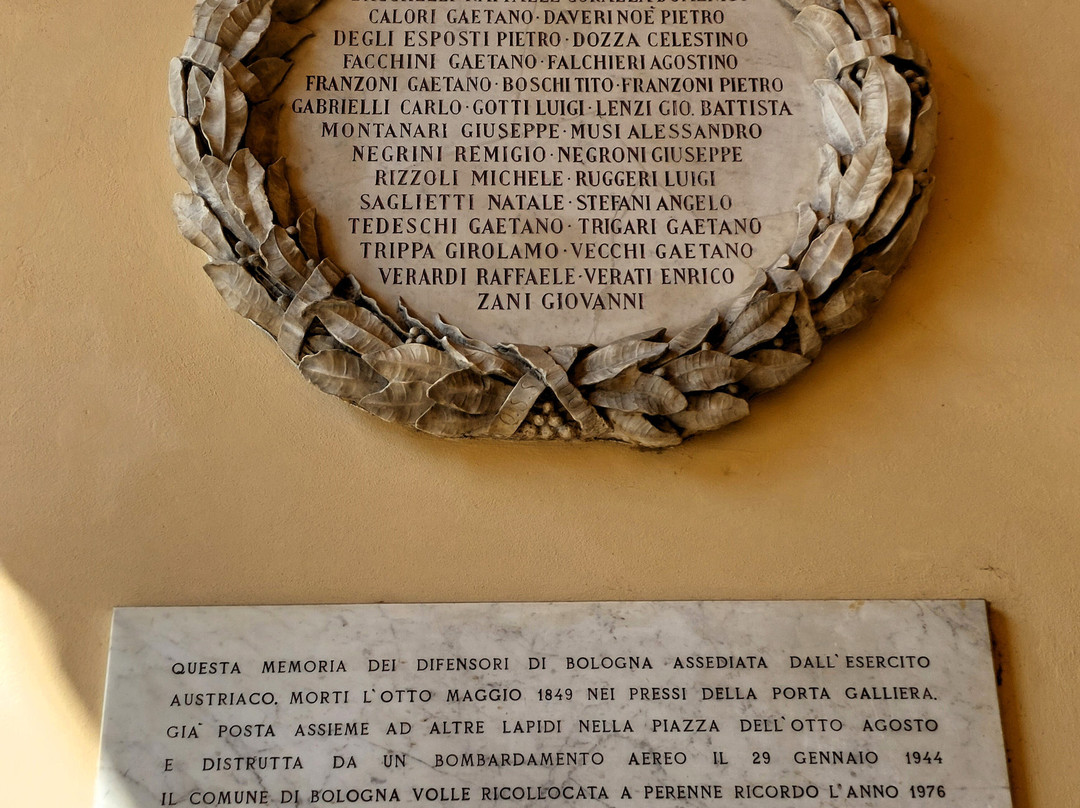 CALORI GAETANO·DAVERI NOÈ PIETRO
DEGLI ESPOSTI PIETRO·DOZZA CELESTINO
FACCHINI GAETANO·FALCHIERI AGOSTINO
FRANZONI GAETANO·BOSCHI TITO·FRANZONI PIETRO
GABRIELLI CARLO·GOTTI LUIGI·LENZI GIO. BATTISTA
MONTANARI GIUSEPPE·MUSI ALESSANDRO
NEGRINI REMIGIO·NEGRONI GIUSEPPE
RIZZOLI MICHELE·RUGGERI LUIGI
SAGLIETTI NATALE·STEFANI ANGELO
TEDESCHI GAETANO·TRIGARI GAETANO
TRIPPA GIROLAMO·VECCHI GAETANO
VERARDI RAFFAELE·VERATI ENRICO
ZANI GIOVANNI
QUESTA MEMORIA DEI DIFENSORI DI BOLOGNA ASSEDIATA DALL'ESERCITO
AUSTRIACO, MORTI L'OTTO MAGGIO 1849 NEI PRESSI DELLA PORTA GALLIERA,
GIA' POSTA ASSIEME AD ALTRE LAPIDI NELLA PIAZZA DELL'OTTO AGOSTO
E DISTRUTTA DA UN BOMBARDAMENTO AEREO IL 29 GENNAIO 1944
IL COMUNE DI BOLOGNA VOLLE RICOLLOCATA A PERENNE RICORDO L'ANNO 1976